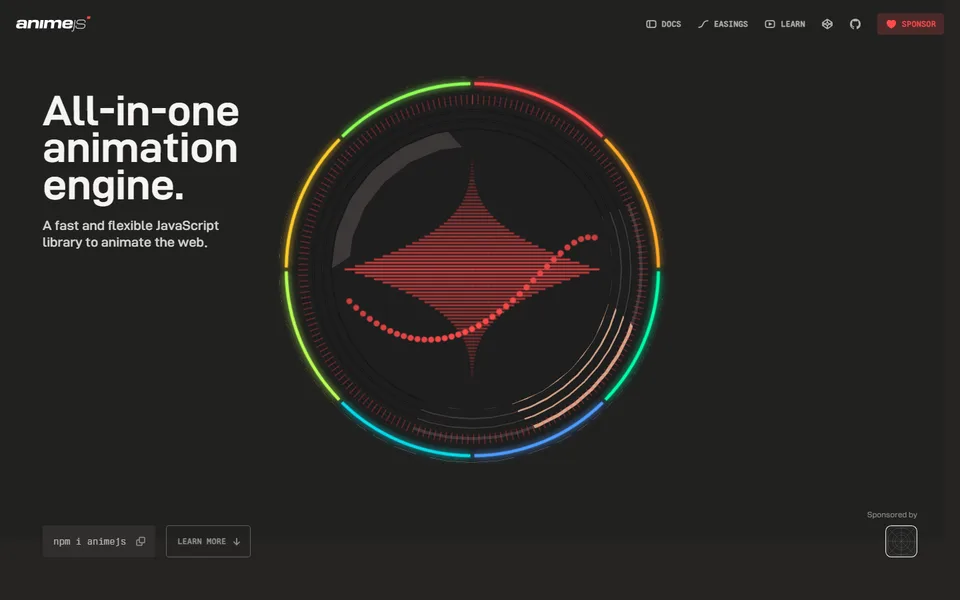 animeJS
DOCS
EASINGS
LEARN
SPONSOR
All-in-one
animation
engine.
A fast and flexible JavaScript
library to animate the web.
npm i animejs
LEARN MORE
Sponsored by